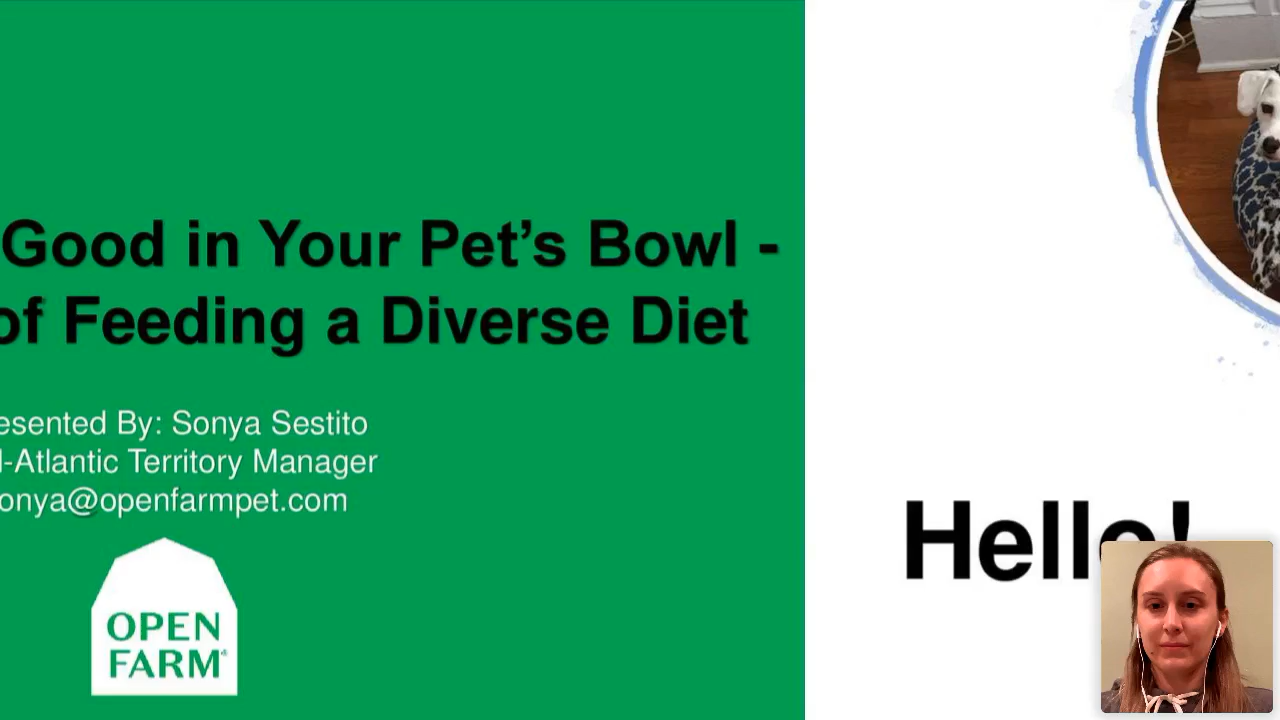 Good in Your Pet's Bowl -
of Feeding a Diverse Diet
esented By: Sonya Sestito
-Atlantic Territory Manager
onya@openfarmpet.com
OPEN
FARM®
Hello!